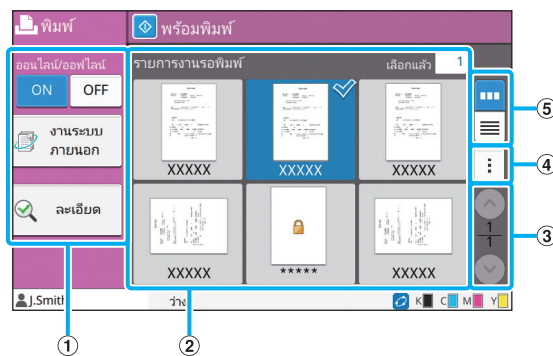 พิมพ์
พร้อมพิมพ์
ออนไลน์/ออฟไลน์
ON OFF
งานระบบ
ภายนอก
ละเอียด
รายการงานรอพิมพ์
เลือกแล้ว 1
XXXXX XXXXX XXXXX
XXXXX ***** XXXXX
1
1
J.Smith
ว่าง
K C M Y
⑤
④
③
① ②